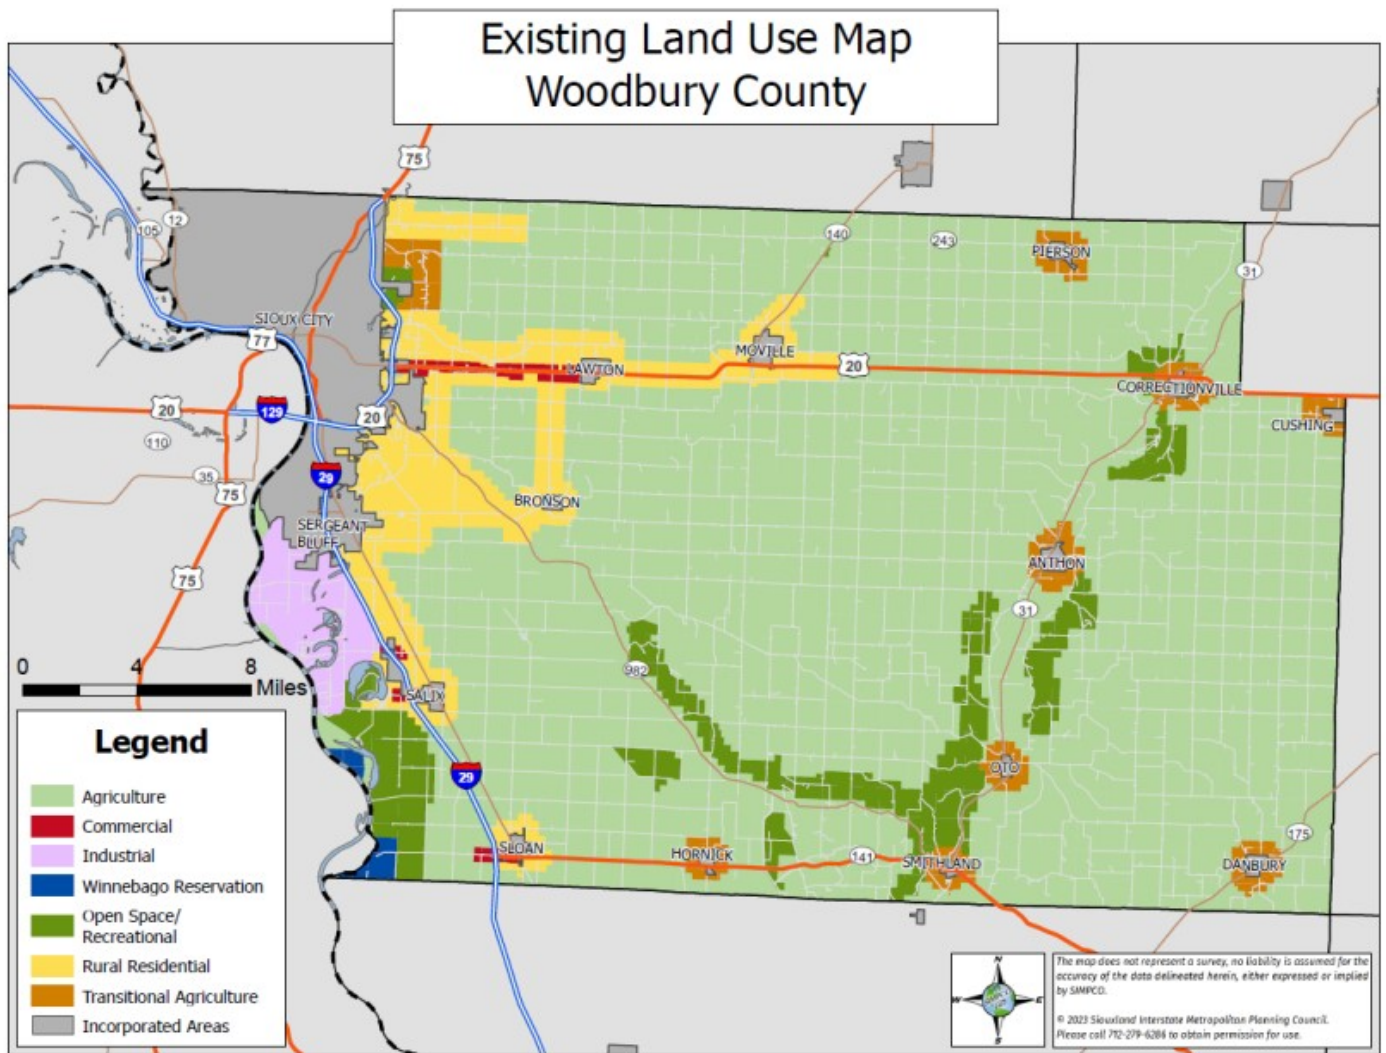 Existing Land Use Map
Woodbury County
75
12
105
140
243
PIERSON
31
SIOUX CITY
77
MOVILLE
LAWTON
20
CORRECTIONVILLE
20
129
20
CUSHING
110
35
29
75
BRONSON
SERGEANT
BLUFF
ANTHON
75
31
0 4 8
Miles
982
SALIX
29
OTO
175
SLOAN
HORNICK
141
SMITHLAND
DANBURY
Legend
Agriculture
Commercial
Industrial
Winnebago Reservation
Open Space/
Recreational
Rural Residential
Transitional Agriculture
Incorporated Areas
N
W
E
S
The map does not represent a survey, no liability is assumed for the
accuracy of the data delineated herein, either expressed or implied
by SIMPCO.
© 2023 Siouxland Interstate Metropolitan Planning Council.
Please call 712-279-6286 to obtain permission for use.